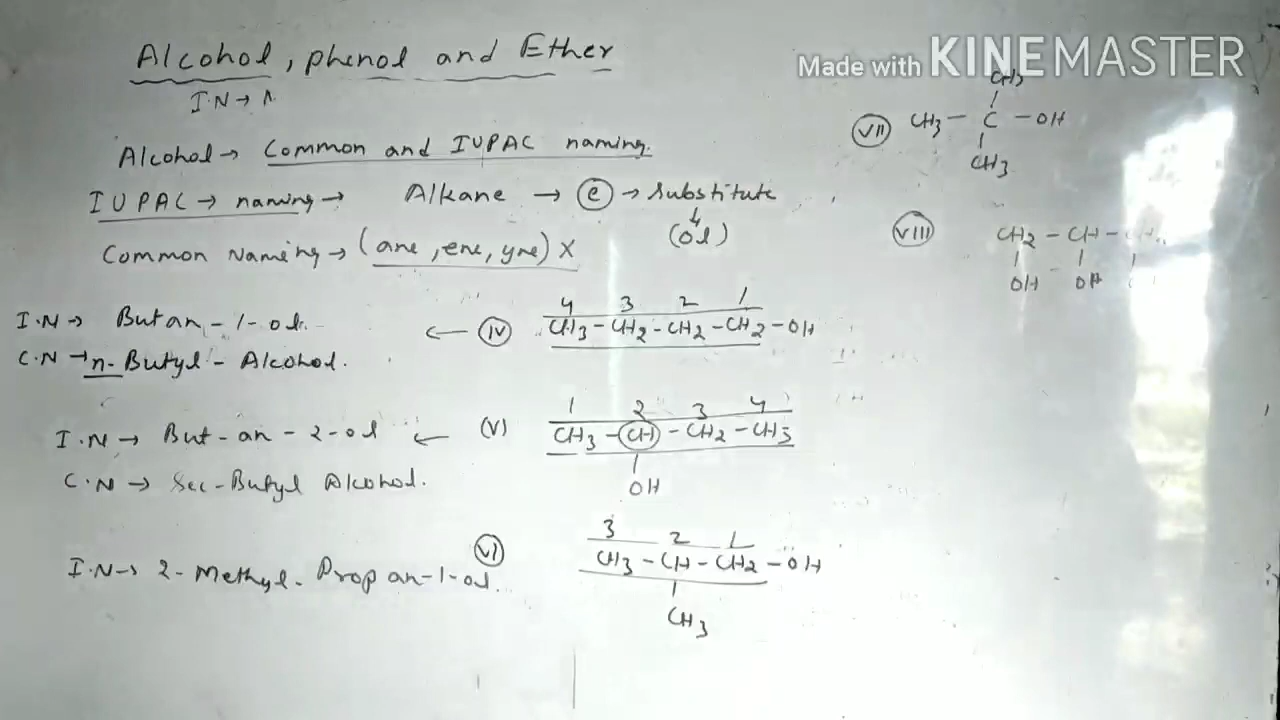 Alcohol, phenol and Ether
I.N →
Alcohol → Common and IUPAC naming.
IUPAC → naming → Alkane → e → Substitute
(ol)
Common Naming → (ane, ene, yne) X
I.N → Butan-1-ol.
C.N → n-Butyl-Alcohol.
← IV
4 3 2 1
CH3-CH2-CH2-CH2-OH
I.N → But-an-2-ol ← (V)
C.N → Sec-Butyl Alcohol.
1 2 3 4
CH3-CH-CH2-CH3
OH
I.N → 2-Methyl-Propan-1-ol.
VI
3 2 1
CH3-CH-CH2-OH
CH3
Made with KINEMASTER
CH3
VII CH3-C-OH
CH3
VIII CH2-CH-
OH OH